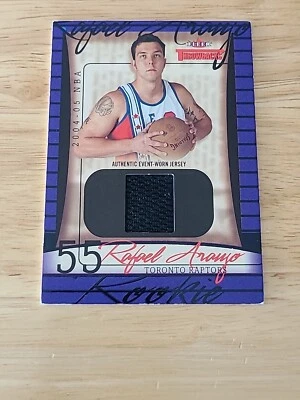 Rafael Araujo
FLEER
THROWBACKS
2004-05 NBA
AUTHENTIC EVENT-WORN JERSEY
55 Rafael Araujo
TORONTO RAPTORS
Rookie